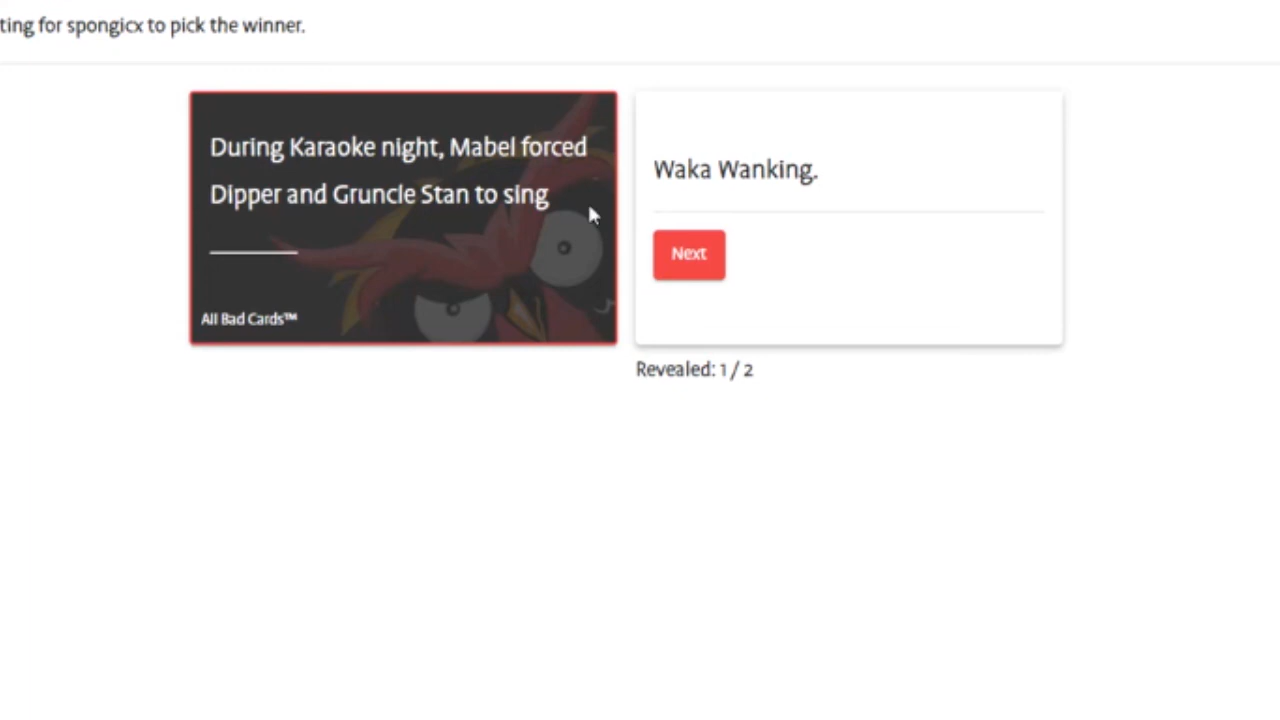 ting for spongicx to pick the winner.
During Karaoke night, Mabel forced
Dipper and Gruncle Stan to sing
All Bad Cards™
Waka Wanking.
Next
Revealed: 1 / 2